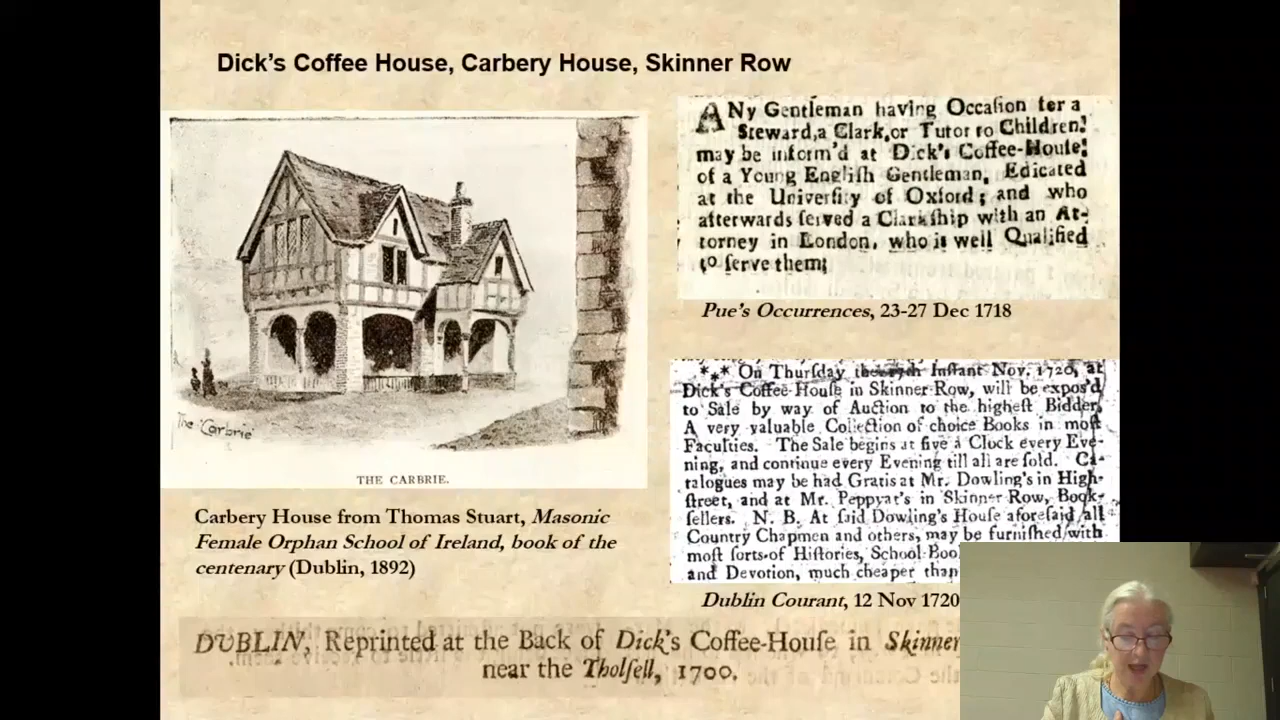 Dick’s Coffee House, Carbery House, Skinner Row
The 'Carbrie'
THE CARBRIE.
Carbery House from Thomas Stuart, Masonic
Female Orphan School of Ireland, book of the
centenary (Dublin, 1892)
ANy Gentleman having Occaſion for a
Steward, a Clark, or Tutor to Children,
may be inform'd at Dick's Coffee-Houſe,
of a Young Engliſh Gentleman, Edicated
at the Univerſity of Oxford; and who
afterwards ſerved a Clarkſhip with an At-
torney in London, who is well Qualified
to ſerve them;
Pue’s Occurrences, 23-27 Dec 1718
*** On Thurſday the Inſtant Nov. 1720, at
Dick's Coffee-Houſe in Skinner Row, will be expos'd
to Sale by way of Auction to the higheſt Bidder,
A very valuable Collection of choice Books in moſt
Faculties. The Sale begins at five a Clock every Eve-
ning, and continue every Evening till all are ſold. Ca-
talogues may be had Gratis at Mr. Dowling's in High-
ſtreet, and at Mr. Peppyat's in Skinner Row, Book-
ſellers. N. B. At ſaid Dowling's Houſe aforeſaid all
Country Chapmen and others, may be furniſhed with
moſt ſorts of Hiſtories, School Boo
and Devotion, much cheaper than
Dublin Courant, 12 Nov 1720
DUBLIN, Reprinted at the Back of Dick's Coffee-Houſe in Skinner
near the Tholſell, 1700.